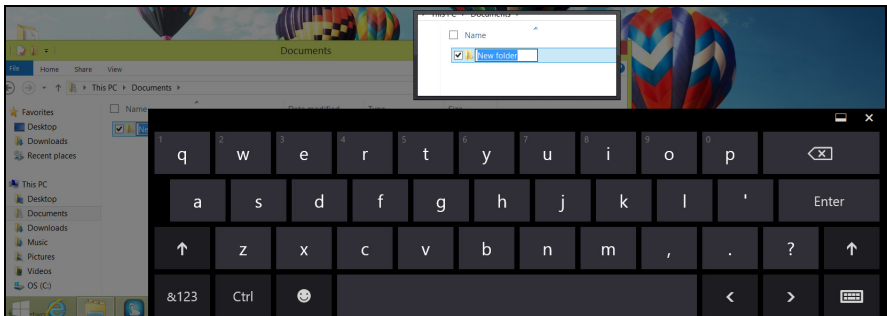 This PC ▸ Documents ▸
Name
New folder
Documents
File Home Share View
This PC ▸ Documents ▸
Name Date modified Type Size
Favorites
Desktop
Downloads
Recent places
This PC
Desktop
Documents
Downloads
Music
Pictures
Videos
OS (C:)
1 q 2 w 3 e 4 r 5 t 6 y 7 u 8 i 9 o 0 p
a s d f g h j k l ' Enter
z x c v b n m , . ? 
&123 Ctrl < >